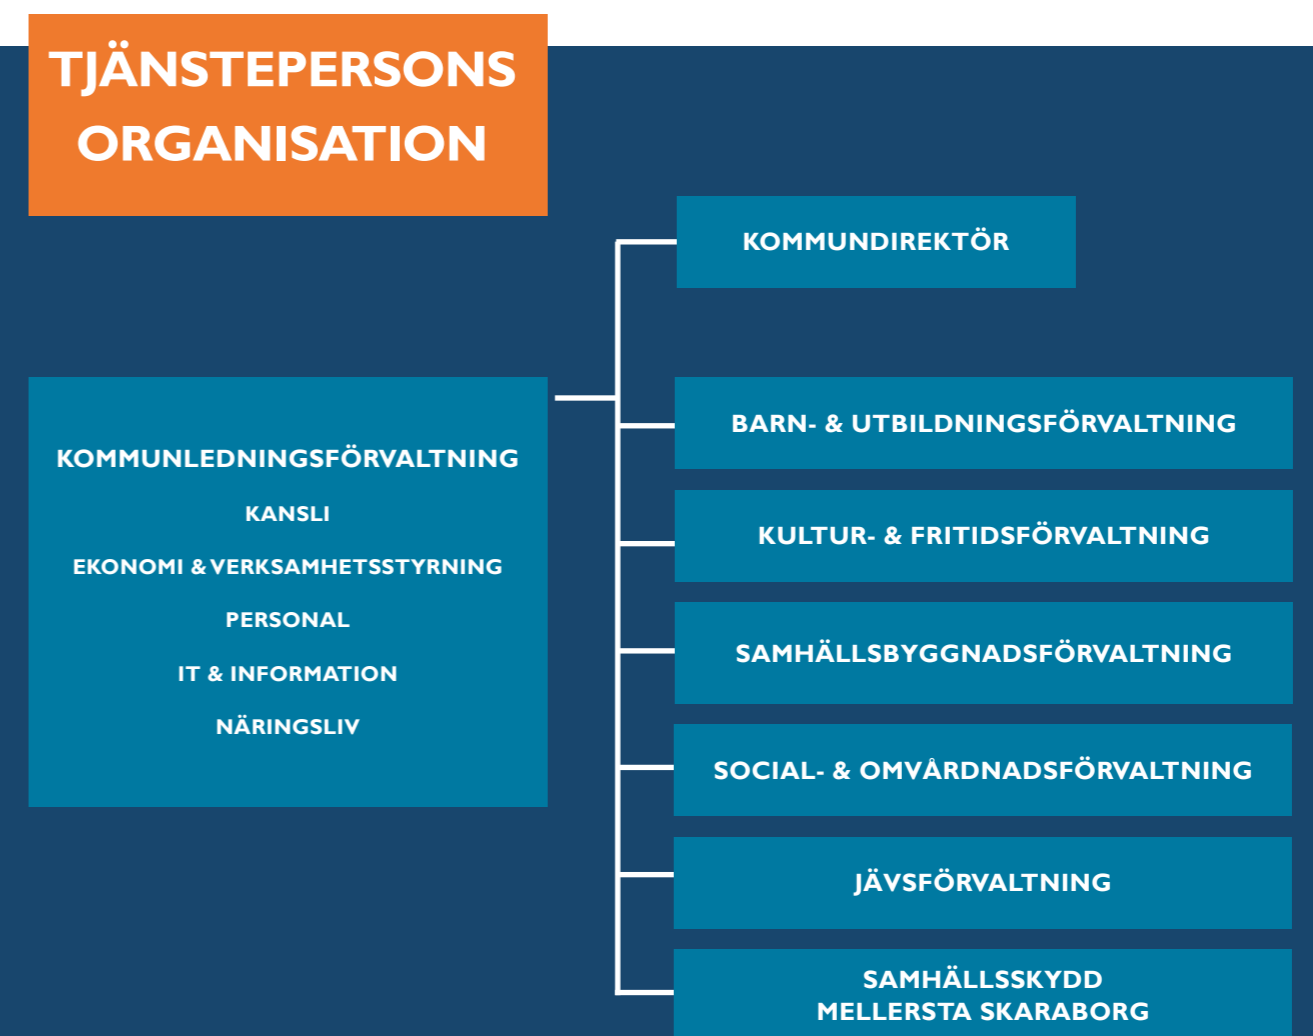 TJÄNSTEPERSONS
ORGANISATION
KOMMUNDIREKTÖR
KOMMUNLEDNINGSFÖRVALTNING
KANSLI
EKONOMI & VERKSAMHETSSTYRNING
PERSONAL
IT & INFORMATION
NÄRINGSLIV
BARN- & UTBILDNINGSFÖRVALTNING
KULTUR- & FRITIDSFÖRVALTNING
SAMHÄLLSBYGGNADSFÖRVALTNING
SOCIAL- & OMVÅRDNADSFÖRVALTNING
JÄVSFÖRVALTNING
SAMHÄLLSSKYDD
MELLERSTA SKARABORG